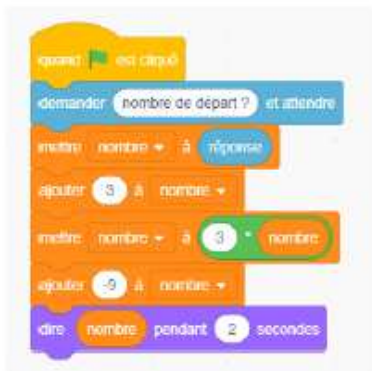 quand est cliqué
demander nombre de départ ? et attendre
mettre nombre à réponse
ajouter 3 à nombre
mettre nombre à 3 * nombre
ajouter -9 à nombre
dire nombre pendant 2 secondes